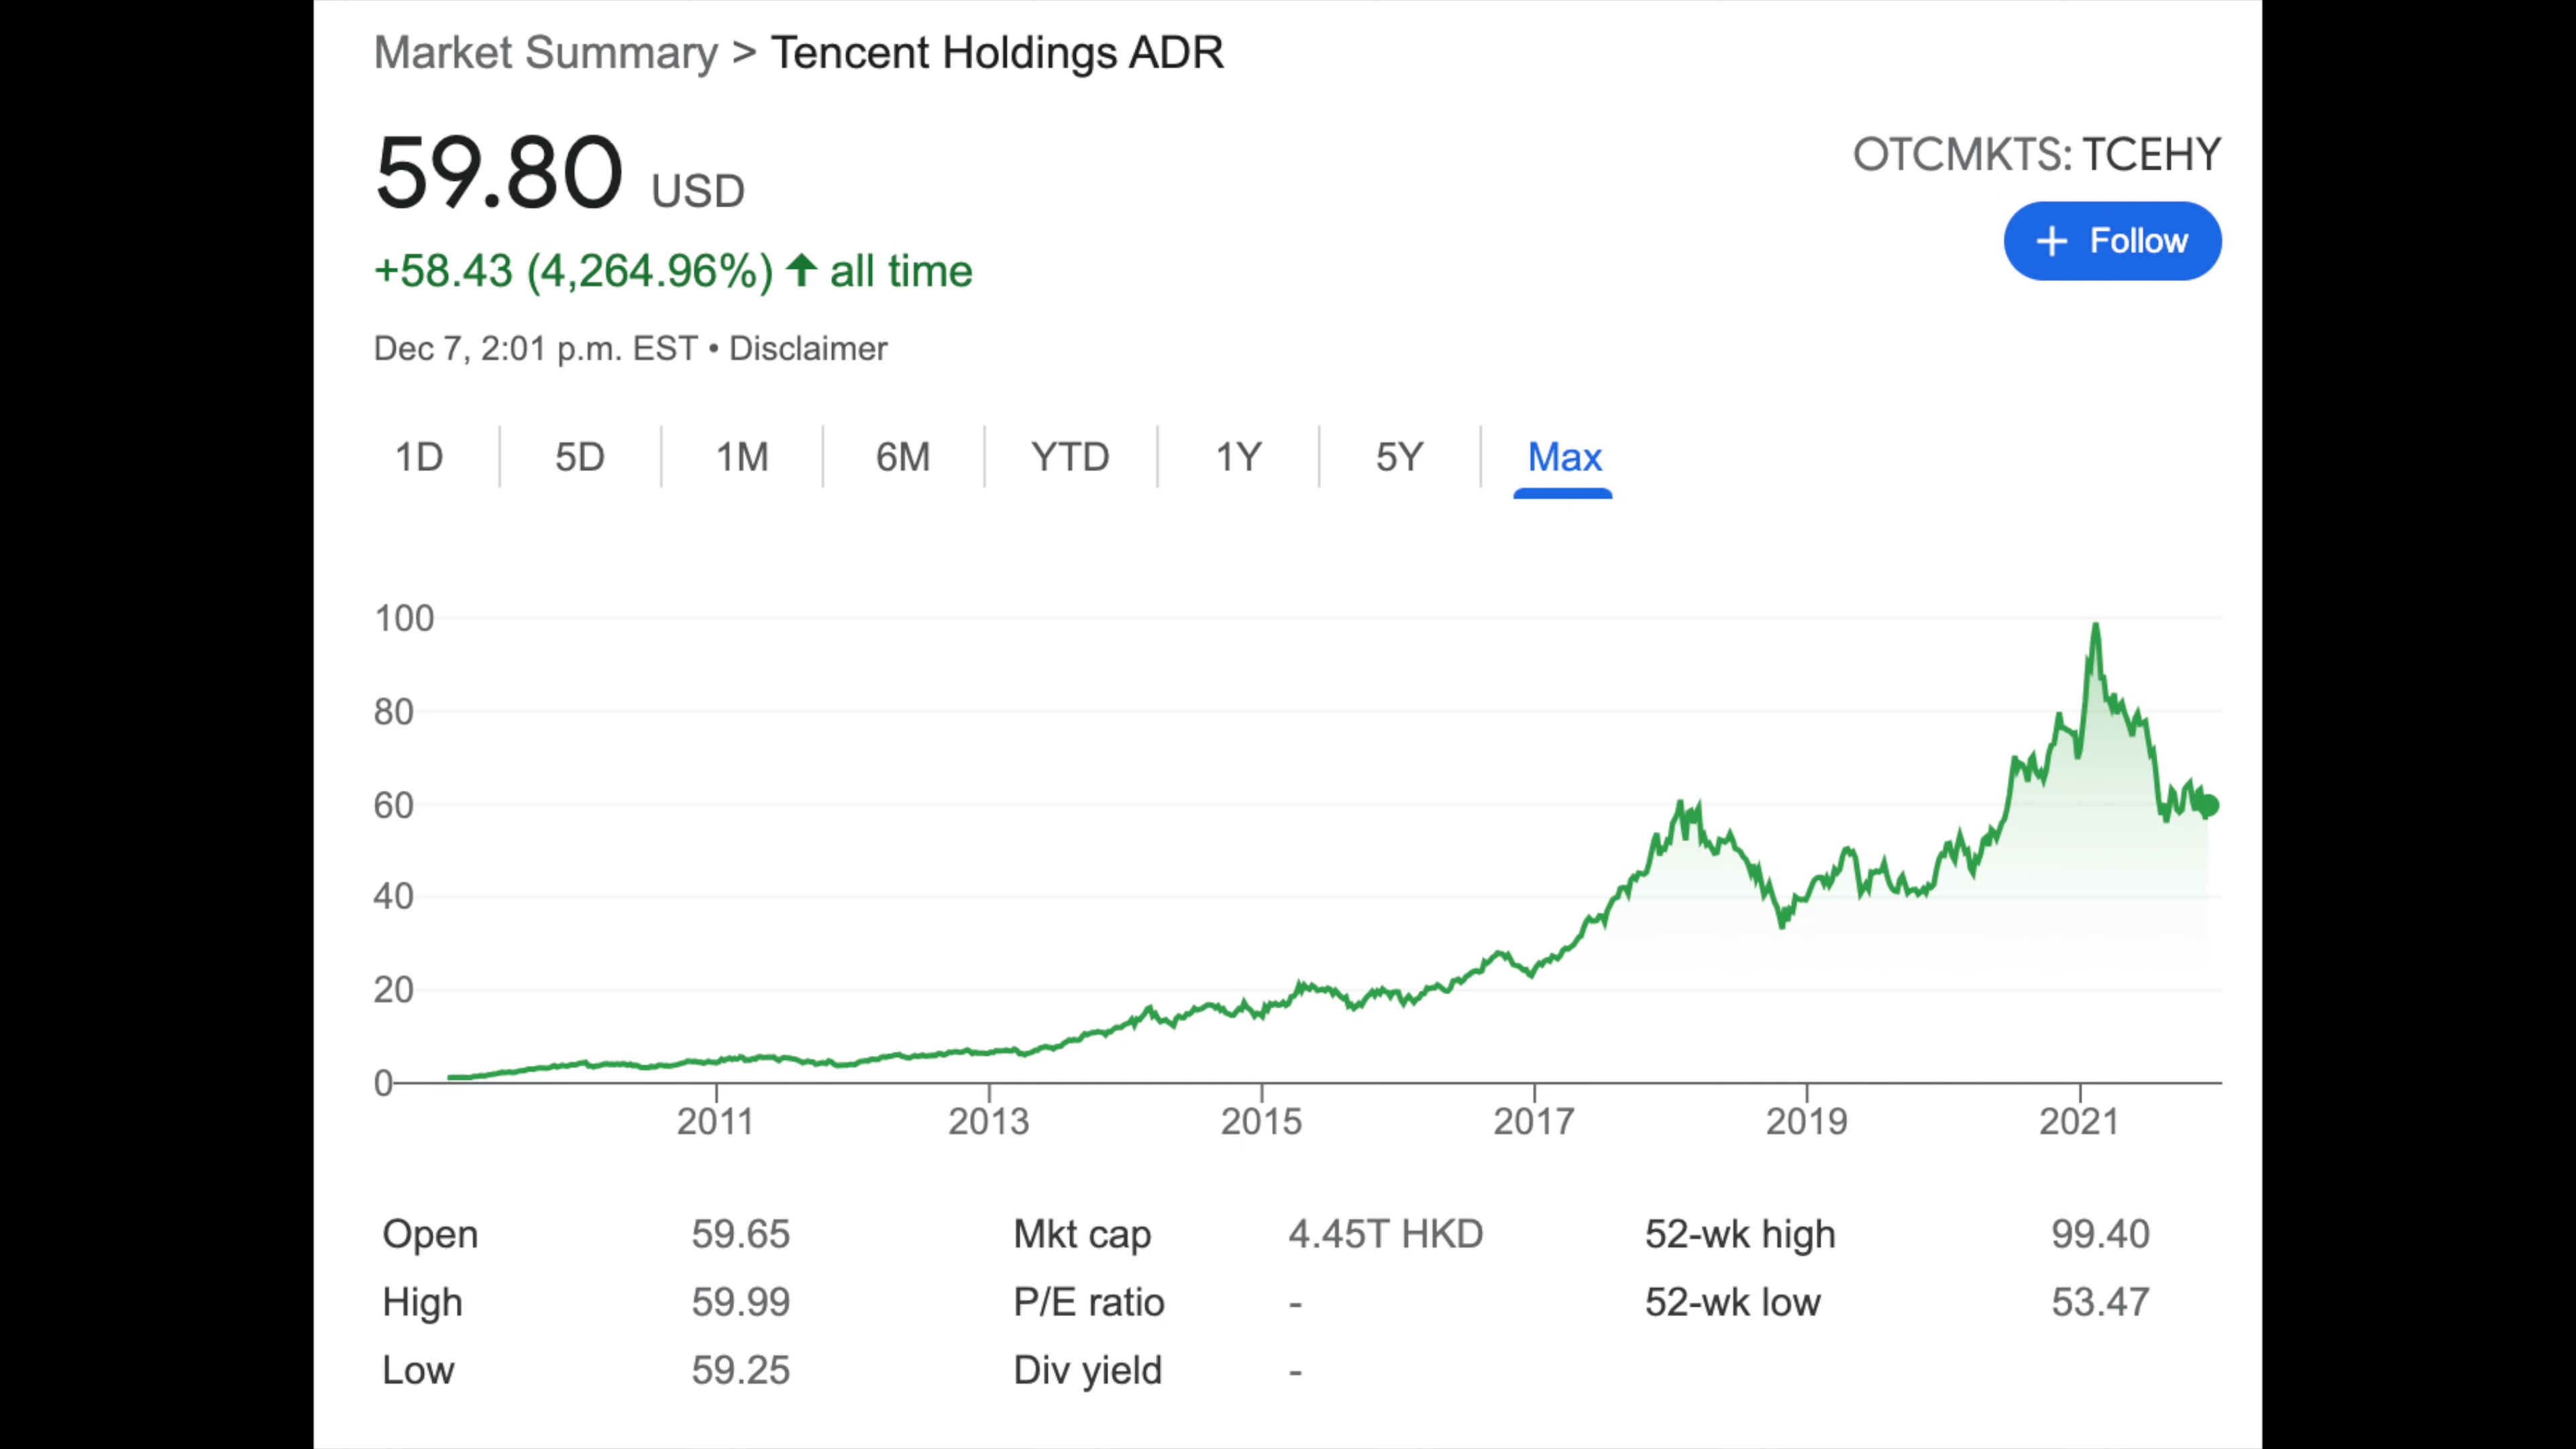 Market Summary > Tencent Holdings ADR
59.80 USD
OTCMKTS: TCEHY
+ Follow
+58.43 (4,264.96%) ↑ all time
Dec 7, 2:01 p.m. EST • Disclaimer
1D 5D 1M 6M YTD 1Y 5Y Max
100
80
60
40
20
0
2011 2013 2015 2017 2019 2021
Open 59.65 Mkt cap 4.45T HKD 52-wk high 99.40
High 59.99 P/E ratio - 52-wk low 53.47
Low 59.25 Div yield -